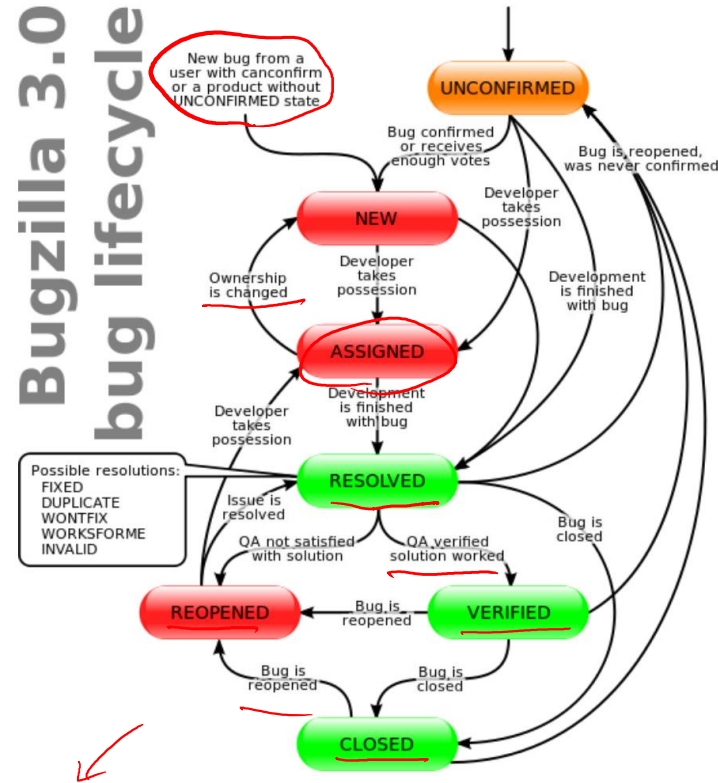 Bugzilla 3.0
bug lifecycle
New bug from a
user with canconfirm
or a product without
UNCONFIRMED state
UNCONFIRMED
Bug confirmed
or receives
enough votes
Bug is reopened,
was never confirmed
NEW
Developer
takes
possession
Ownership
is changed
Developer
takes
possession
Development
is finished
with bug
ASSIGNED
Development
is finished
with bug
Developer
takes
possession
Possible resolutions:
FIXED
DUPLICATE
WONTFIX
WORKSFORME
INVALID
RESOLVED
Issue is
resolved
Bug is
closed
QA not satisfied
with solution
QA verified
solution worked
REOPENED
Bug is
reopened
VERIFIED
Bug is
reopened
Bug is
closed
CLOSED